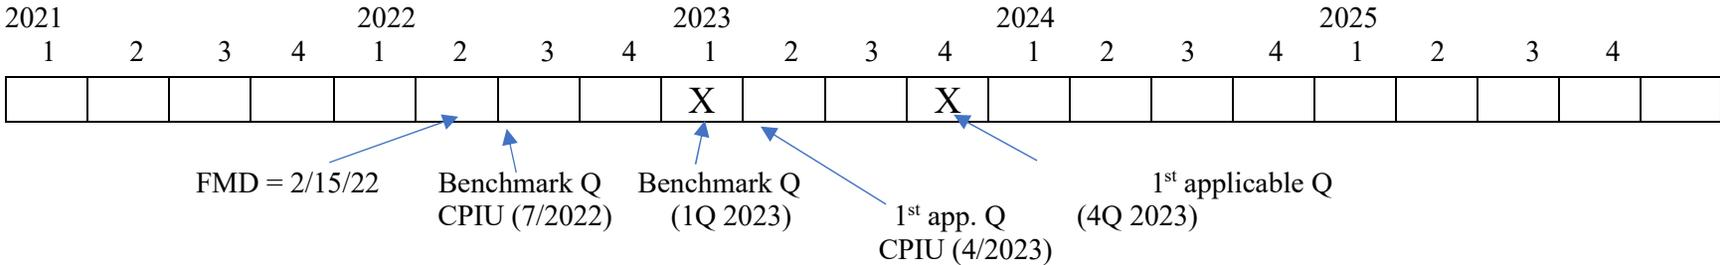 2021 2022 2023 2024 2025
1 2 3 4 1 2 3 4 1 2 3 4 1 2 3 4 1 2 3 4
X X
FMD = 2/15/22 Benchmark Q Benchmark Q 1st applicable Q
CPIU (7/2022) (1Q 2023) 1st app. Q (4Q 2023)
CPIU (4/2023)